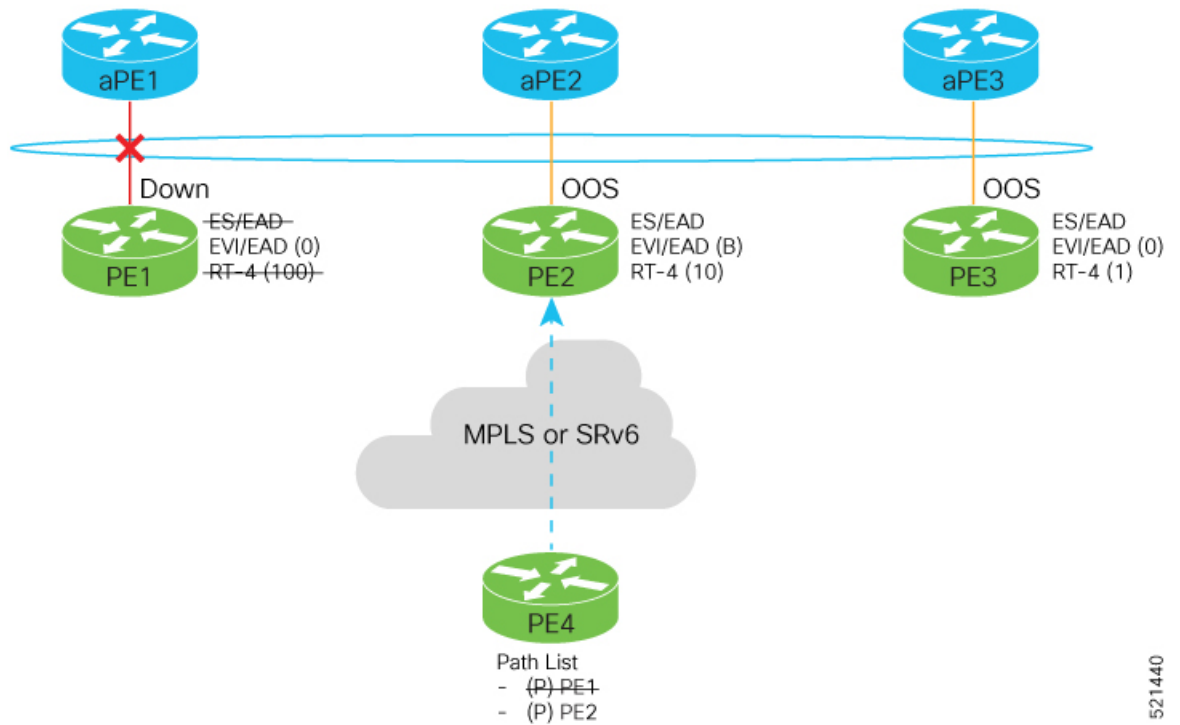 aPE1
aPE2
aPE3
Down
OOS
OOS
ES/EAD
EVI/EAD (0)
RT-4 (100)
ES/EAD
EVI/EAD (B)
RT-4 (10)
ES/EAD
EVI/EAD (0)
RT-4 (1)
PE1
PE2
PE3
MPLS or SRv6
PE4
Path List
- (P) PE1
- (P) PE2
521440